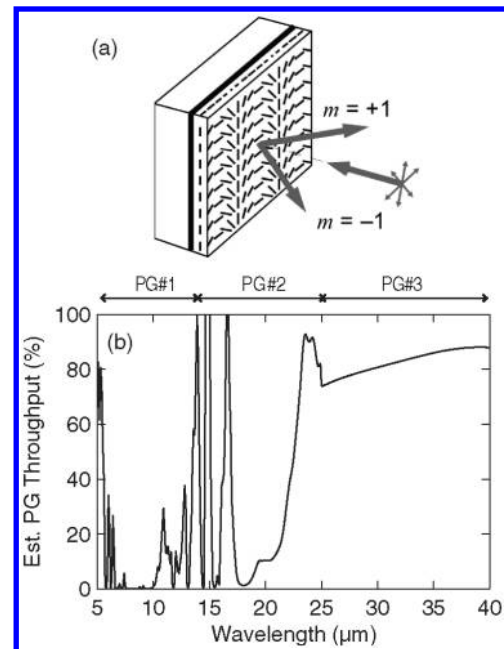 (a)
m = +1
m = –1
PG#1 PG#2 PG#3
(b)
Est. PG Throughput (%)
100
80
60
40
20
0
5 10 15 20 25 30 35 40
Wavelength (µm)